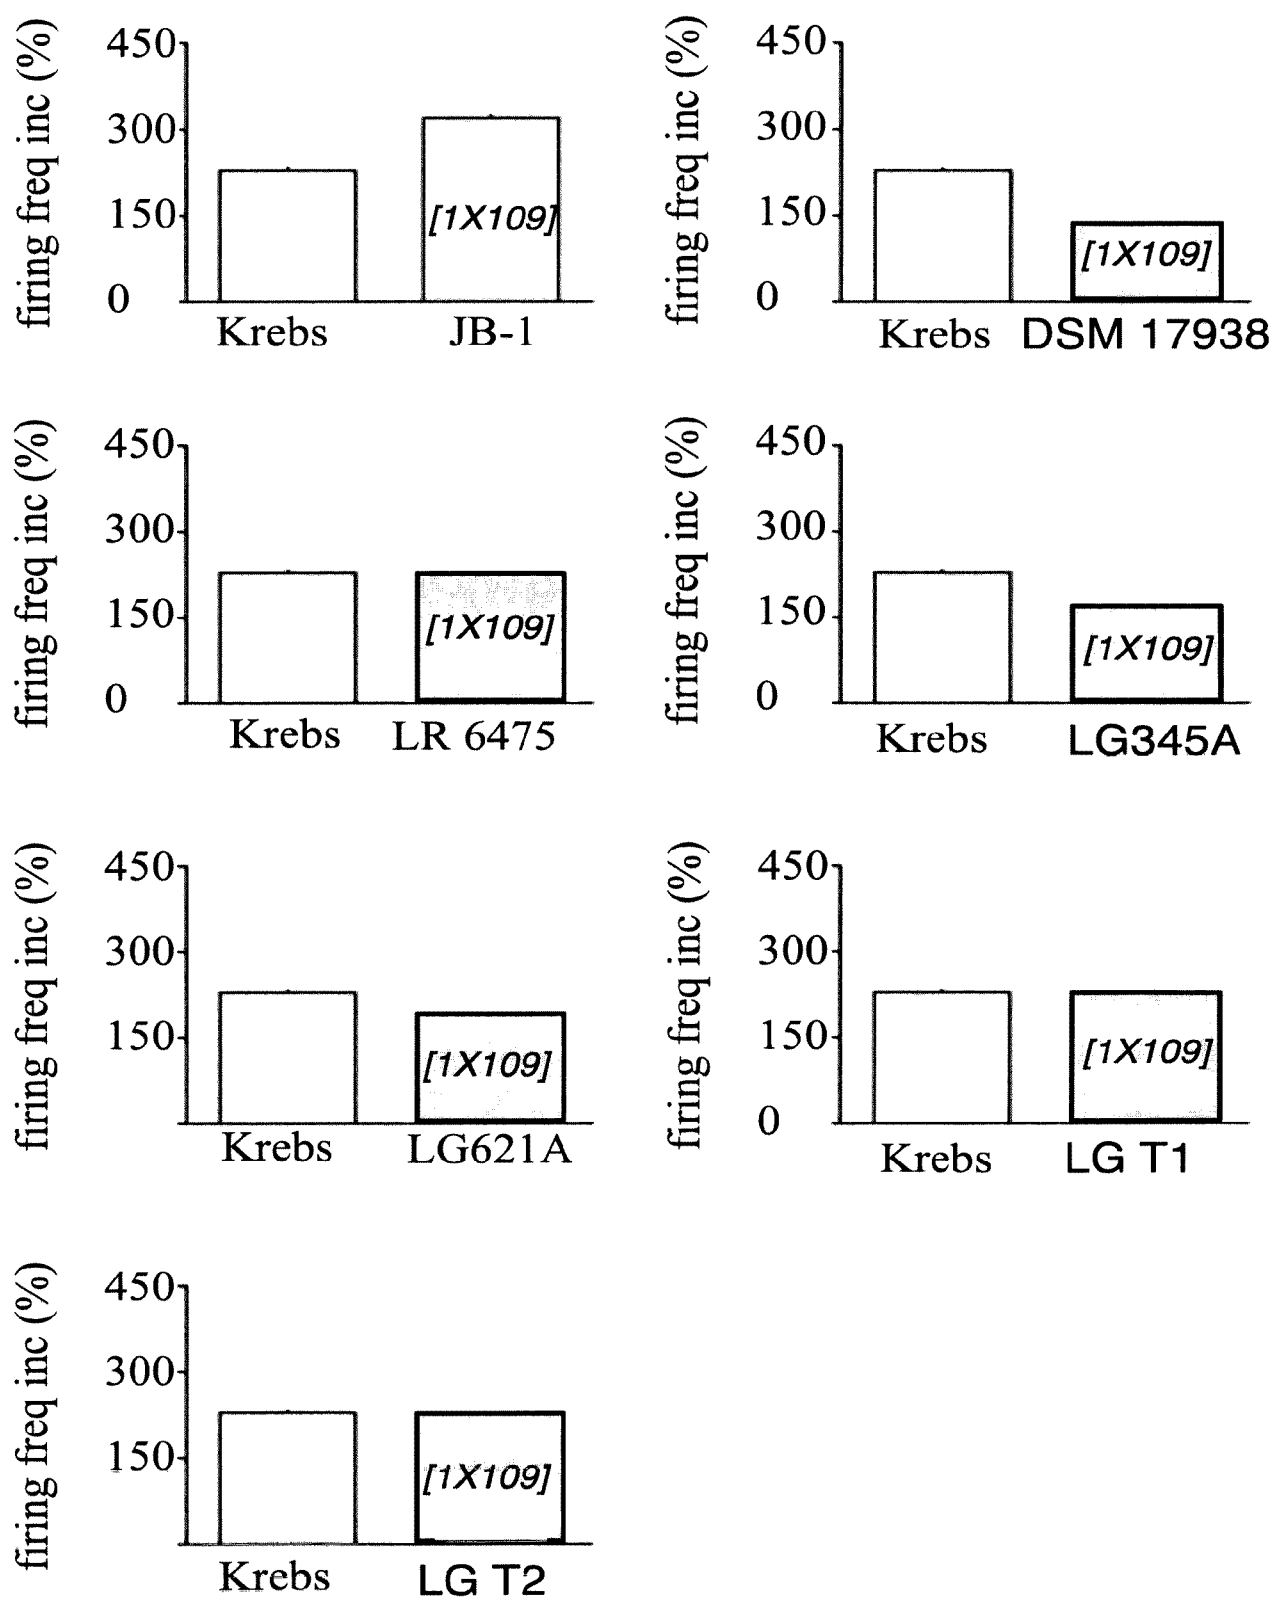 firing freq inc (%)
450
300
150
0
[1X109]
Krebs JB-1
firing freq inc (%)
450
300
150
0
[1X109]
Krebs DSM 17938
firing freq inc (%)
450
300
150
0
[1X109]
Krebs LR 6475
firing freq inc (%)
450
300
150
0
[1X109]
Krebs LG345A
firing freq inc (%)
450
300
150
[1X109]
Krebs LG621A
firing freq inc (%)
450
300
150
0
[1X109]
Krebs LG T1
firing freq inc (%)
450
300
150
[1X109]
Krebs LG T2